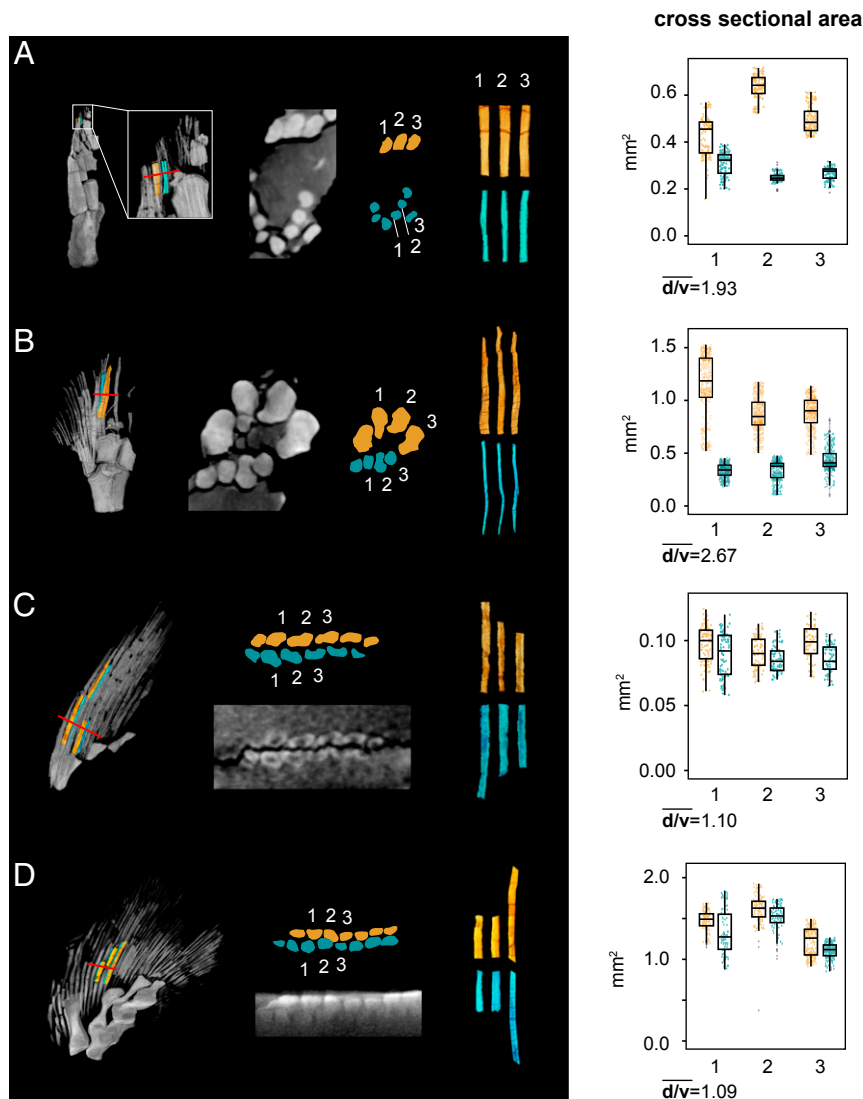 cross sectional area
A
1 2 3
1 2 3
3
1 2
mm²
0.6
0.4
0.2
0.0
1 2 3
d/v=1.93
B
1 2
3
1 2 3
mm²
1.5
1.0
0.5
0.0
1 2 3
d/v=2.67
C
1 2 3
1 2 3
mm²
0.10
0.05
0.00
1 2 3
d/v=1.10
D
1 2 3
1 2 3
mm²
2.0
1.0
0.0
1 2 3
d/v=1.09